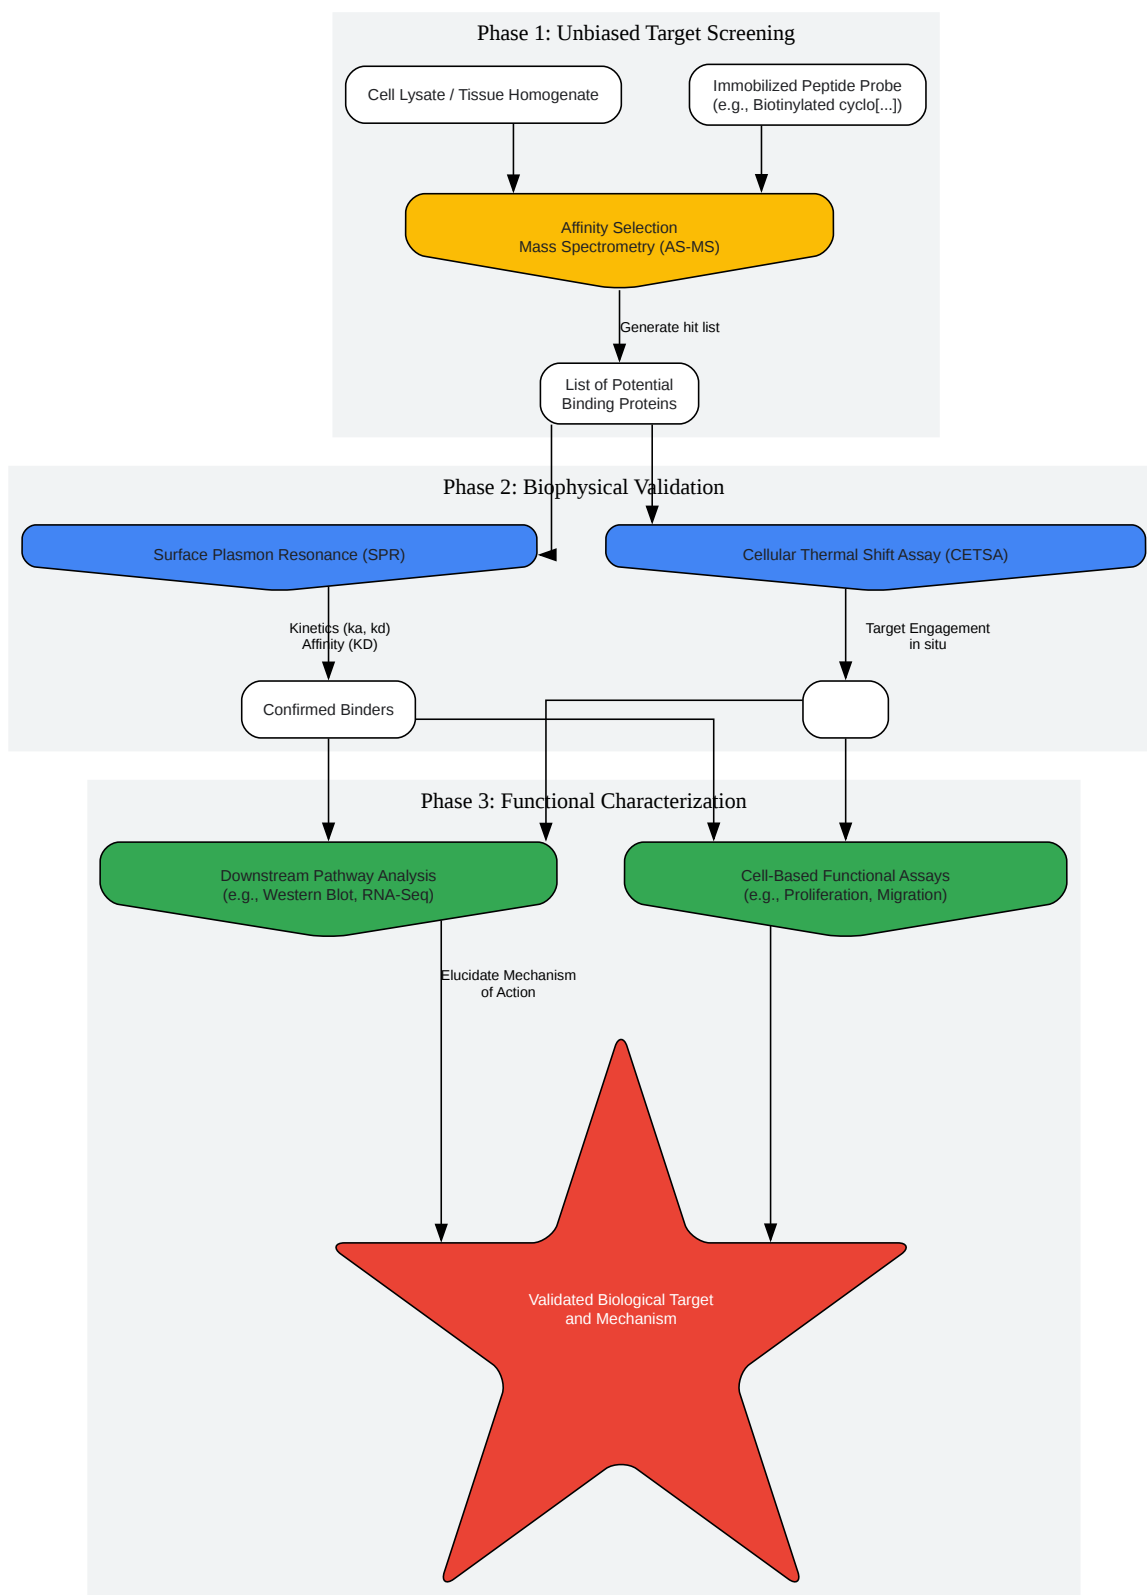 Phase 1: Unbiased Target Screening
Cell Lysate / Tissue Homogenate
Immobilized Peptide Probe
(e.g., Biotinylated cyclo[...])
Affinity Selection
Mass Spectrometry (AS-MS)
Generate hit list
List of Potential
Binding Proteins
Phase 2: Biophysical Validation
Surface Plasmon Resonance (SPR)
Cellular Thermal Shift Assay (CETSA)
Kinetics (ka, kd)
Affinity (KD)
Target Engagement
in situ
Confirmed Binders
Phase 3: Functional Characterization
Downstream Pathway Analysis
(e.g., Western Blot, RNA-Seq)
Cell-Based Functional Assays
(e.g., Proliferation, Migration)
Elucidate Mechanism
of Action
Validated Biological Target
and Mechanism